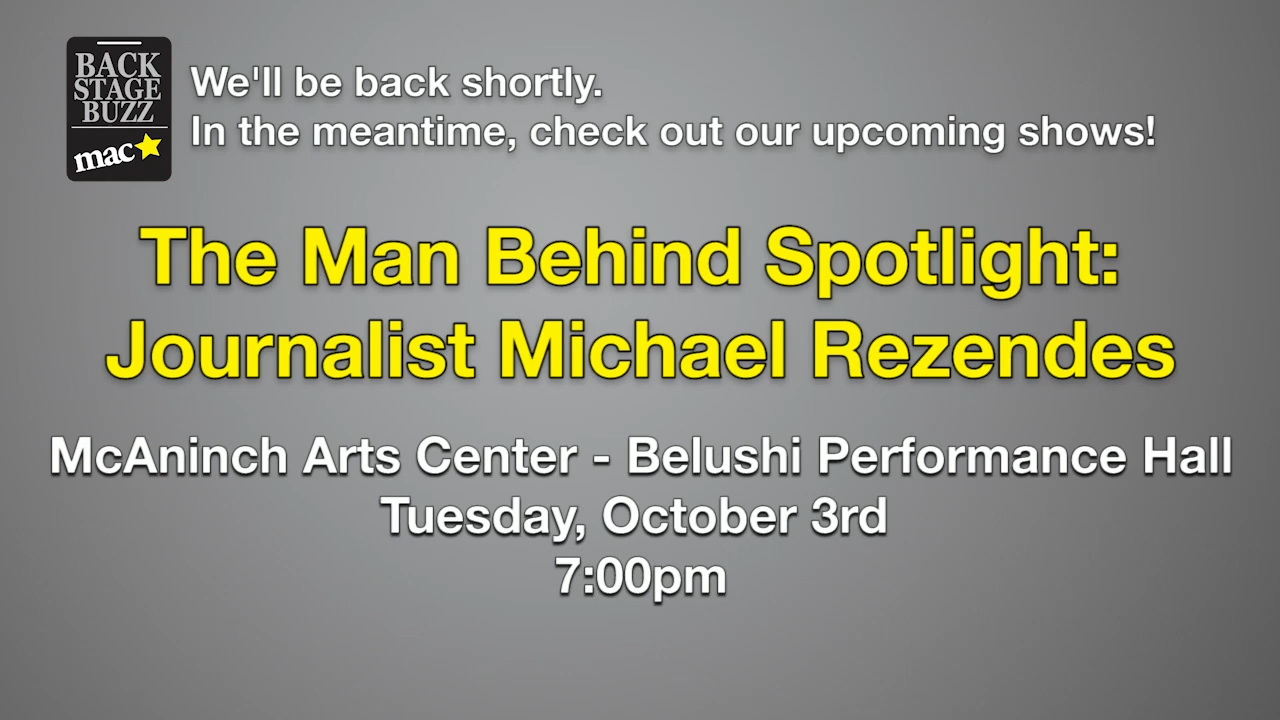 BACK
STAGE
BUZZ
mac
We'll be back shortly.
In the meantime, check out our upcoming shows!
The Man Behind Spotlight:
Journalist Michael Rezendes
McAninch Arts Center - Belushi Performance Hall
Tuesday, October 3rd
7:00pm